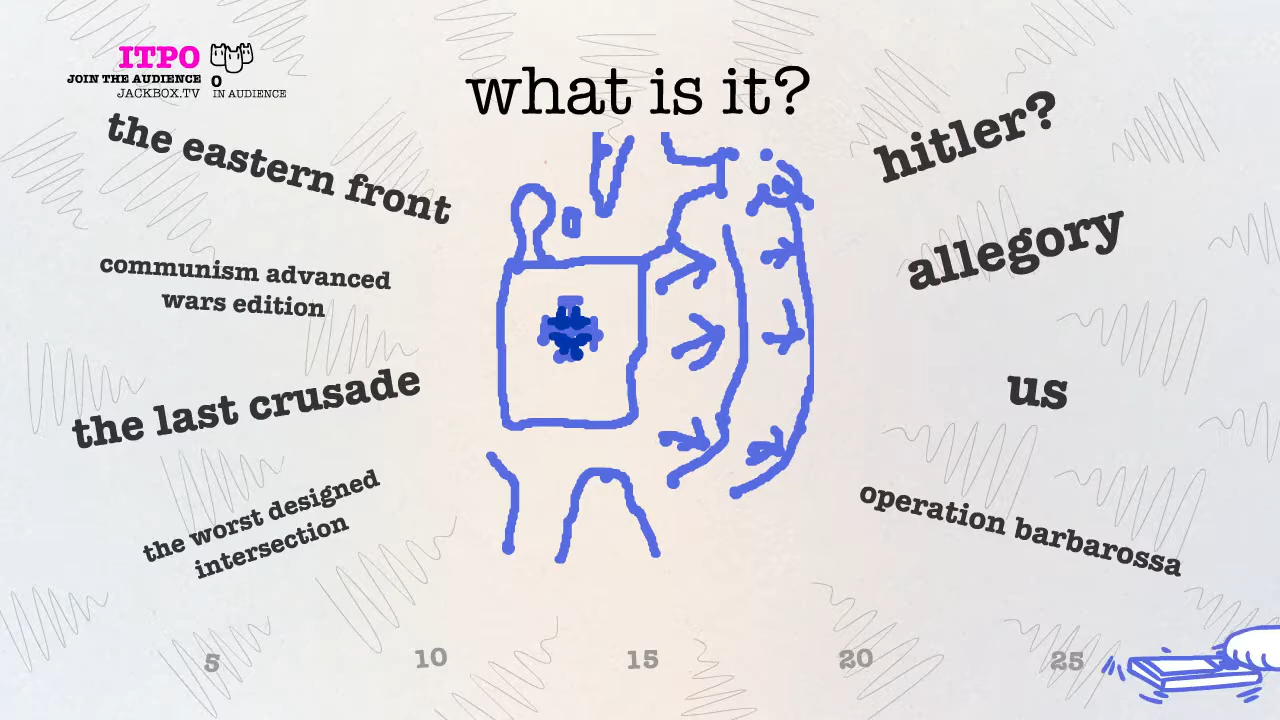 ITPO
JOIN THE AUDIENCE
JACKBOX.TV
0
IN AUDIENCE
what is it?
the eastern front
communism advanced
wars edition
the last crusade
the worst designed
intersection
hitler?
allegory
us
operation barbarossa
5
10
15
20
25